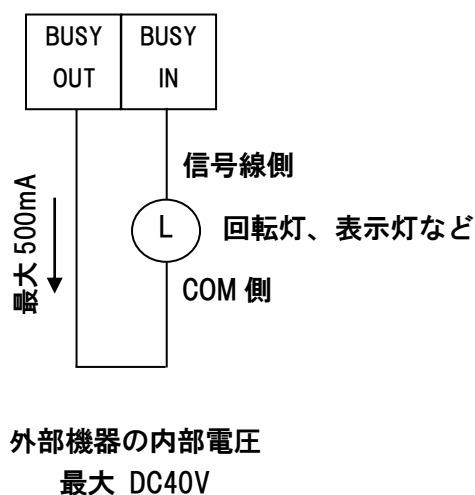 BUSY OUT
BUSY IN
信号線側
L
回転灯、表示灯など
最大 500mA
COM 側
外部機器の内部電圧
最大 DC40V